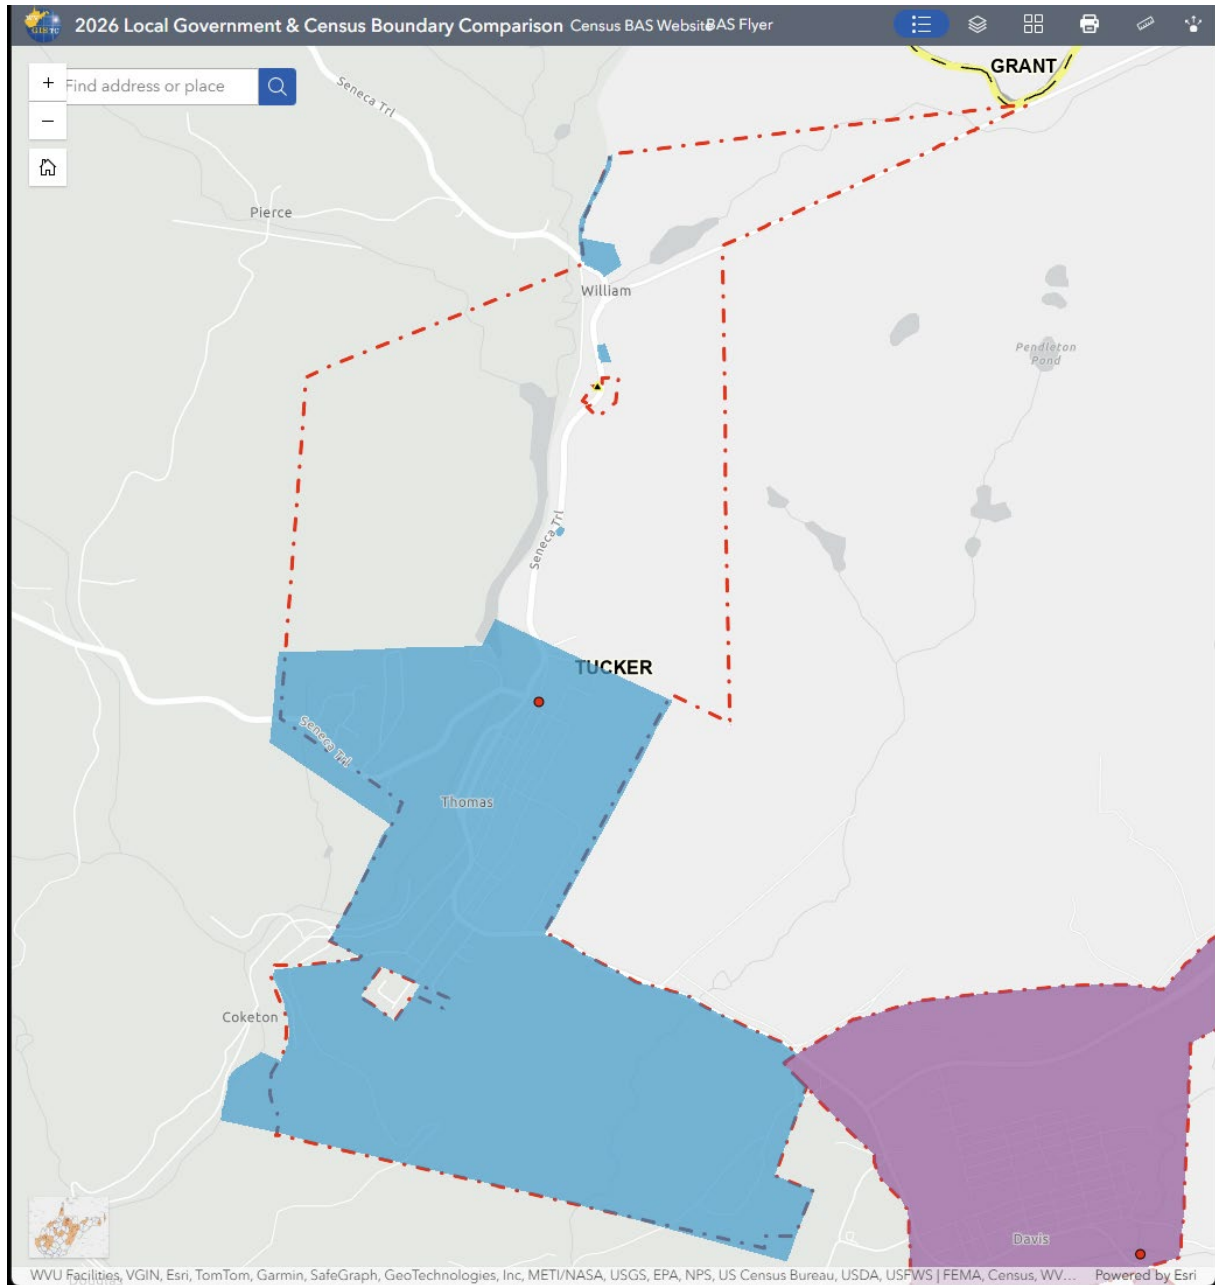 2026 Local Government & Census Boundary Comparison Census BAS Website BAS Flyer
GRANT
Find address or place
Seneca Trl
Pierce
William
Pendleton
Pond
Seneca Trl
TUCKER
Seneca Trl
Thomas
Coketon
Davis
WVU Facilities, VGIN, Esri, TomTom, Garmin, SafeGraph, GeoTechnologies, Inc, METI/NASA, USGS, EPA, NPS, US Census Bureau, USDA, USFWS | FEMA, Census, WV... Powered by Esri